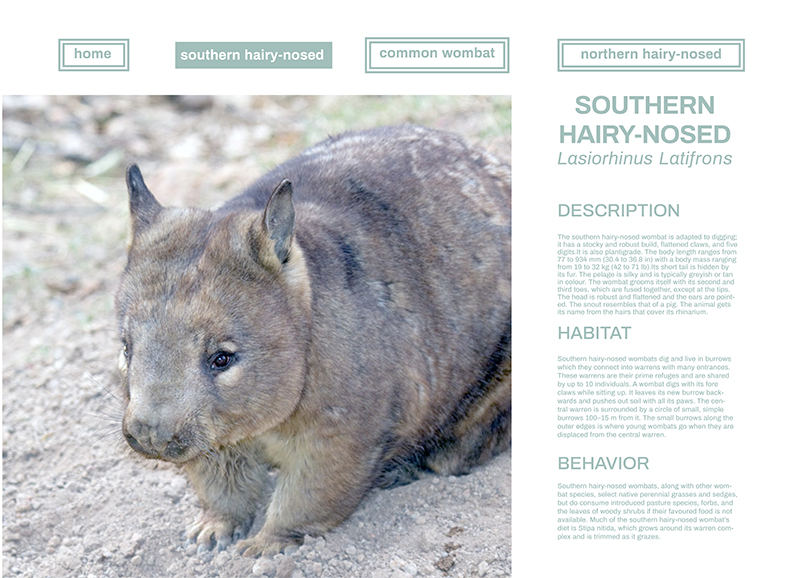 home
southern hairy-nosed
common wombat
northern hairy-nosed
SOUTHERN
HAIRY-NOSED
Lasiorhinus Latifrons
DESCRIPTION
The southern hairy-nosed wombat is adapted to digging;
it has a stocky and robust build, flattened claws, and five
digits.It is also plantigrade. The body length ranges from
77 to 934 mm (30.4 to 36.8 in) with a body mass ranging
from 19 to 32 kg (42 to 71 lb).Its short tail is hidden by
its fur. The pelage is silky and is typically greyish or tan
in colour. The wombat grooms itself with its second and
third toes, which are fused together, except at the tips.
The head is robust and flattened and the ears are point-
ed. The snout resembles that of a pig. The animal gets
its name from the hairs that cover its rhinarium.
HABITAT
Southern hairy-nosed wombats dig and live in burrows
which they connect into warrens with many entrances.
These warrens are their prime refuges and are shared
by up to 10 individuals. A wombat digs with its fore
claws while sitting up. It leaves its new burrow back-
wards and pushes out soil with all its paws. The cen-
tral warren is surrounded by a circle of small, simple
burrows 100–15 m from it. The small burrows along the
outer edges is where young wombats go when they are
displaced from the central warren.
BEHAVIOR
Southern hairy-nosed wombats, along with other wom-
bat species, select native perennial grasses and sedges,
but do consume introduced pasture species, forbs, and
the leaves of woody shrubs if their favoured food is not
available. Much of the southern hairy-nosed wombat's
diet is Stipa nitida, which grows around its warren com-
plex and is trimmed as it grazes.